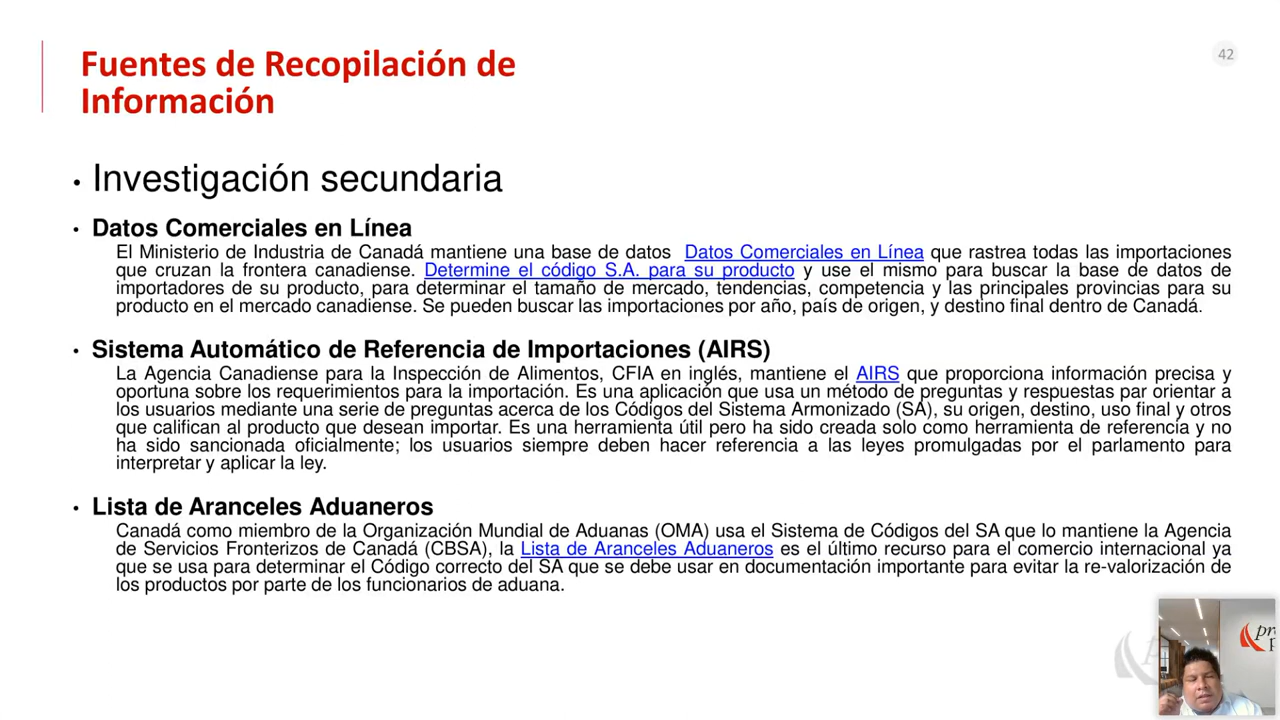 Fuentes de Recopilación de
Información
42
• Investigación secundaria
• Datos Comerciales en Línea
El Ministerio de Industria de Canadá mantiene una base de datos Datos Comerciales en Línea que rastrea todas las importaciones
que cruzan la frontera canadiense. Determine el código S.A. para su producto y use el mismo para buscar la base de datos de
importadores de su producto, para determinar el tamaño de mercado, tendencias, competencia y las principales provincias para su
producto en el mercado canadiense. Se pueden buscar las importaciones por año, país de origen, y destino final dentro de Canadá.
• Sistema Automático de Referencia de Importaciones (AIRS)
La Agencia Canadiense para la Inspección de Alimentos, CFIA en inglés, mantiene el AIRS que proporciona información precisa y
oportuna sobre los requerimientos para la importación. Es una aplicación que usa un método de preguntas y respuestas par orientar a
los usuarios mediante una serie de preguntas acerca de los Códigos del Sistema Armonizado (SA), su origen, destino, uso final y otros
que califican al producto que desean importar. Es una herramienta útil pero ha sido creada solo como herramienta de referencia y no
ha sido sancionada oficialmente; los usuarios siempre deben hacer referencia a las leyes promulgadas por el parlamento para
interpretar y aplicar la ley.
• Lista de Aranceles Aduaneros
Canadá como miembro de la Organización Mundial de Aduanas (OMA) usa el Sistema de Códigos del SA que lo mantiene la Agencia
de Servicios Fronterizos de Canadá (CBSA), la Lista de Aranceles Aduaneros es el último recurso para el comercio internacional ya
que se usa para determinar el Código correcto del SA que se debe usar en documentación importante para evitar la re-valorización de
los productos por parte de los funcionarios de aduana.